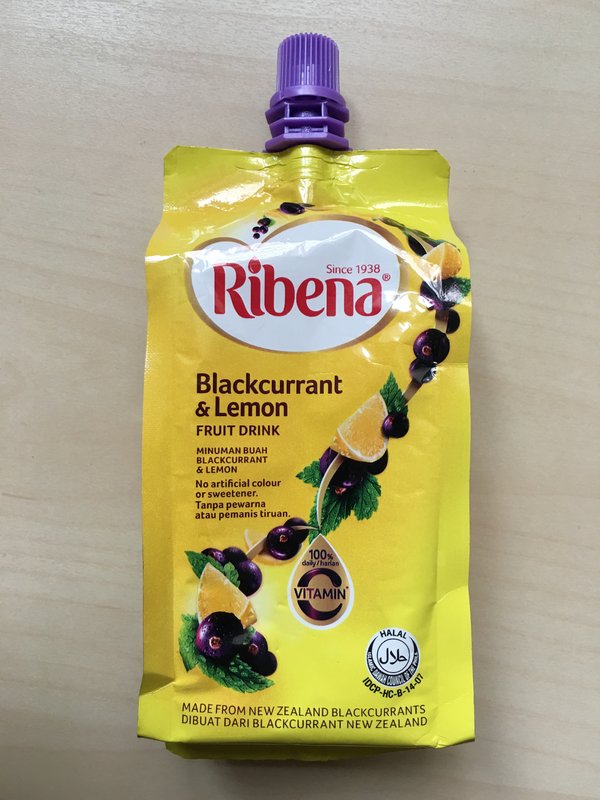 Since 1938
Ribena®
Blackcurrant
& Lemon
FRUIT DRINK
MINUMAN BUAH
BLACKCURRANT
& LEMON
No artificial colour
or sweetener.
Tanpa pewarna
atau pemanis tiruan.
100%
daily/harian
C
VITAMIN*
HALAL
حلال
IDCP-HC-B-14-07
MADE FROM NEW ZEALAND BLACKCURRANTS
DIBUAT DARI BLACKCURRANT NEW ZEALAND